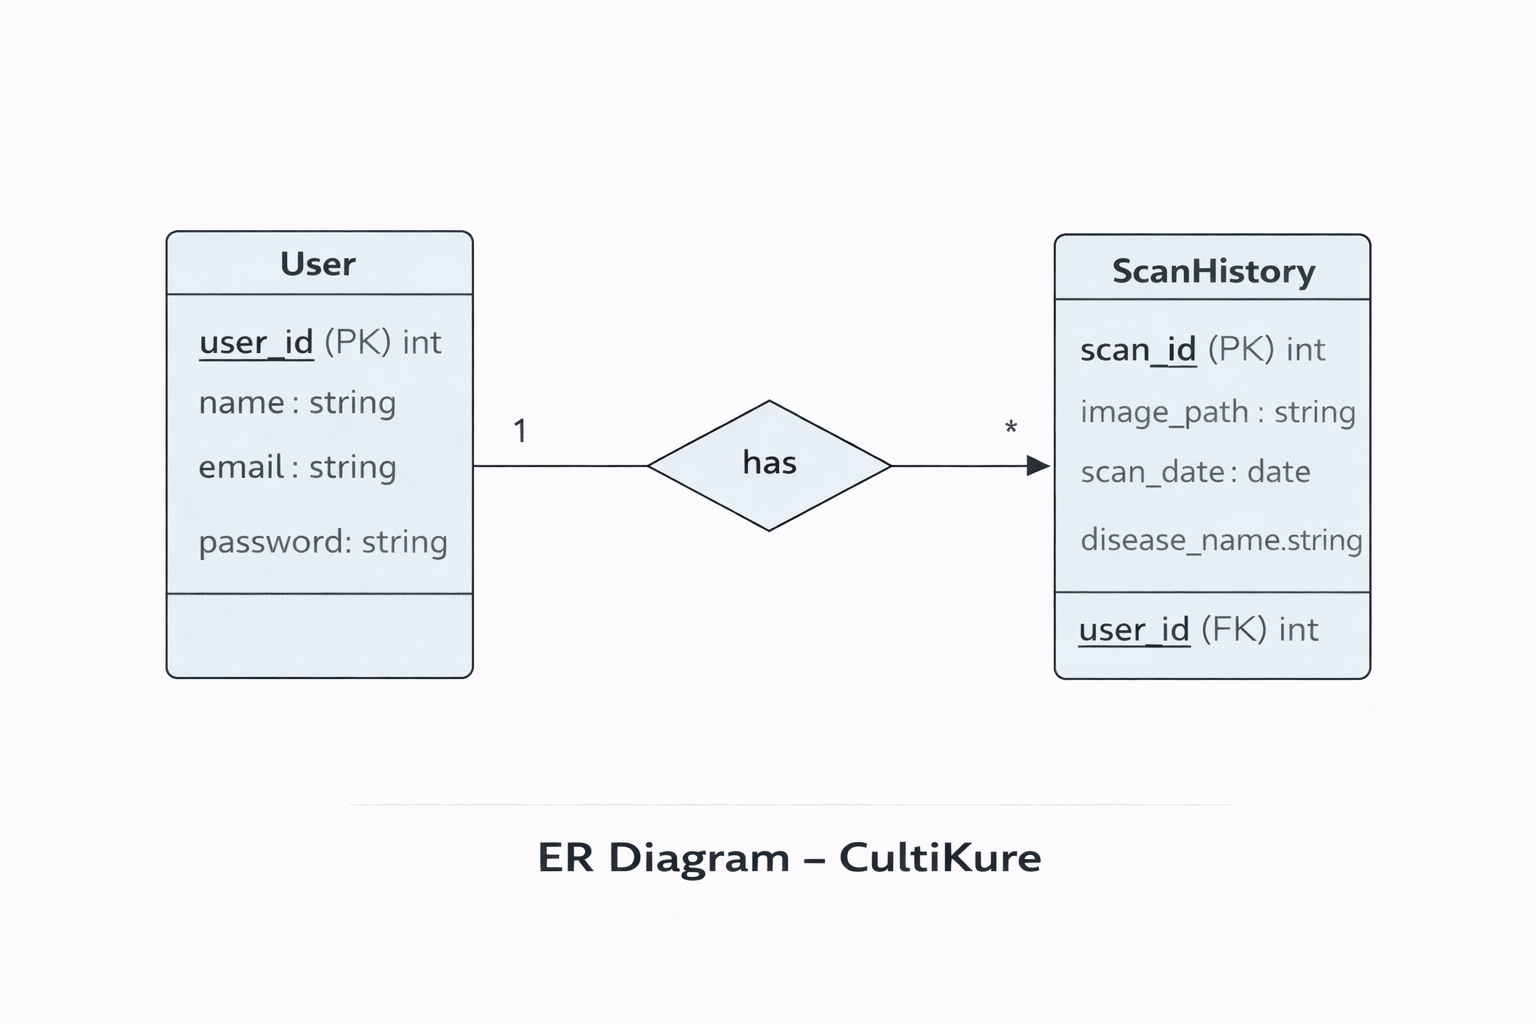 User
user_id (PK) int
name : string
email : string
password: string
1
has
*
ScanHistory
scan_id (PK) int
image_path : string
scan_date : date
disease_name.string
user_id (FK) int
ER Diagram – CultiKure